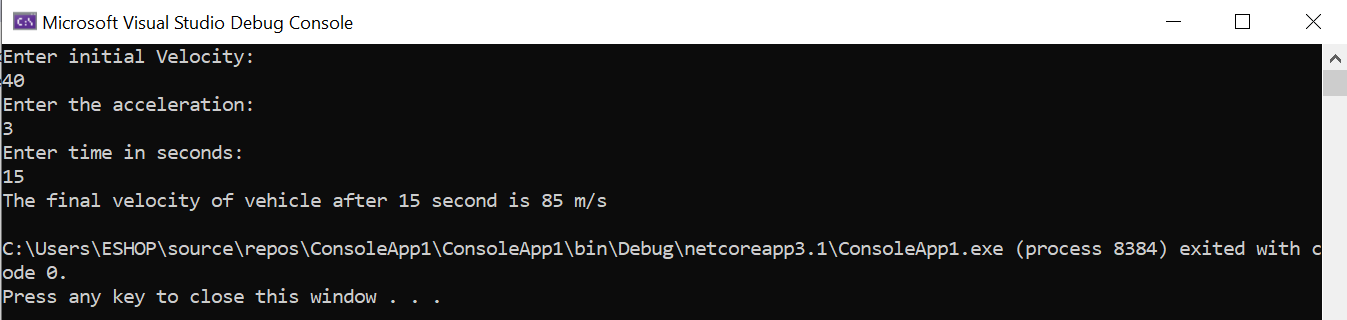 Microsoft Visual Studio Debug Console
Enter initial Velocity:
40
Enter the acceleration:
3
Enter time in seconds:
15
The final velocity of vehicle after 15 second is 85 m/s
C:\Users\ESHOP\source\repos\ConsoleApp1\ConsoleApp1\bin\Debug\netcoreapp3.1\ConsoleApp1.exe (process 8384) exited with c
ode 0.
Press any key to close this window . . .